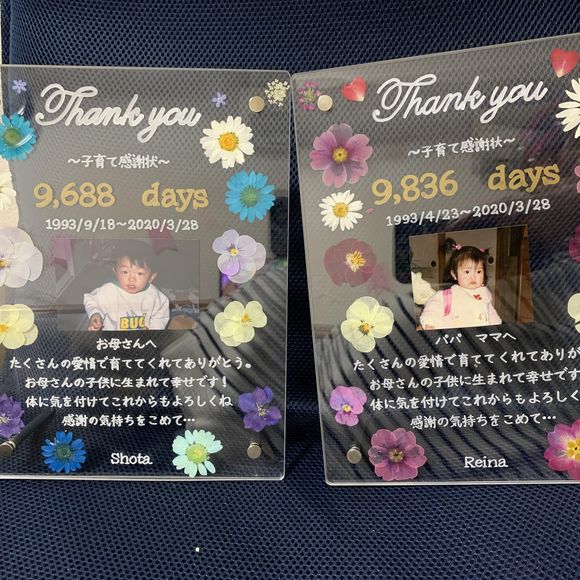 Thank you
〜子育て感謝状〜
9,688 days
1993/9/18〜2020/3/28
BUG
お母さんへ
たくさんの愛情で育ててくれてありがとう。
お母さんの子供に生まれて幸せです!
体に気を付けてこれからもよろしくね
感謝の気持ちをこめて…
Shota
Thank you
〜子育て感謝状〜
9,836 days
1993/4/23〜2020/3/28
パパ ママへ
たくさんの愛情で育ててくれてありが
お母さんの子供に生まれて幸せです
体に気を付けてこれからもよろしくね
感謝の気持ちをこめて…
Reina